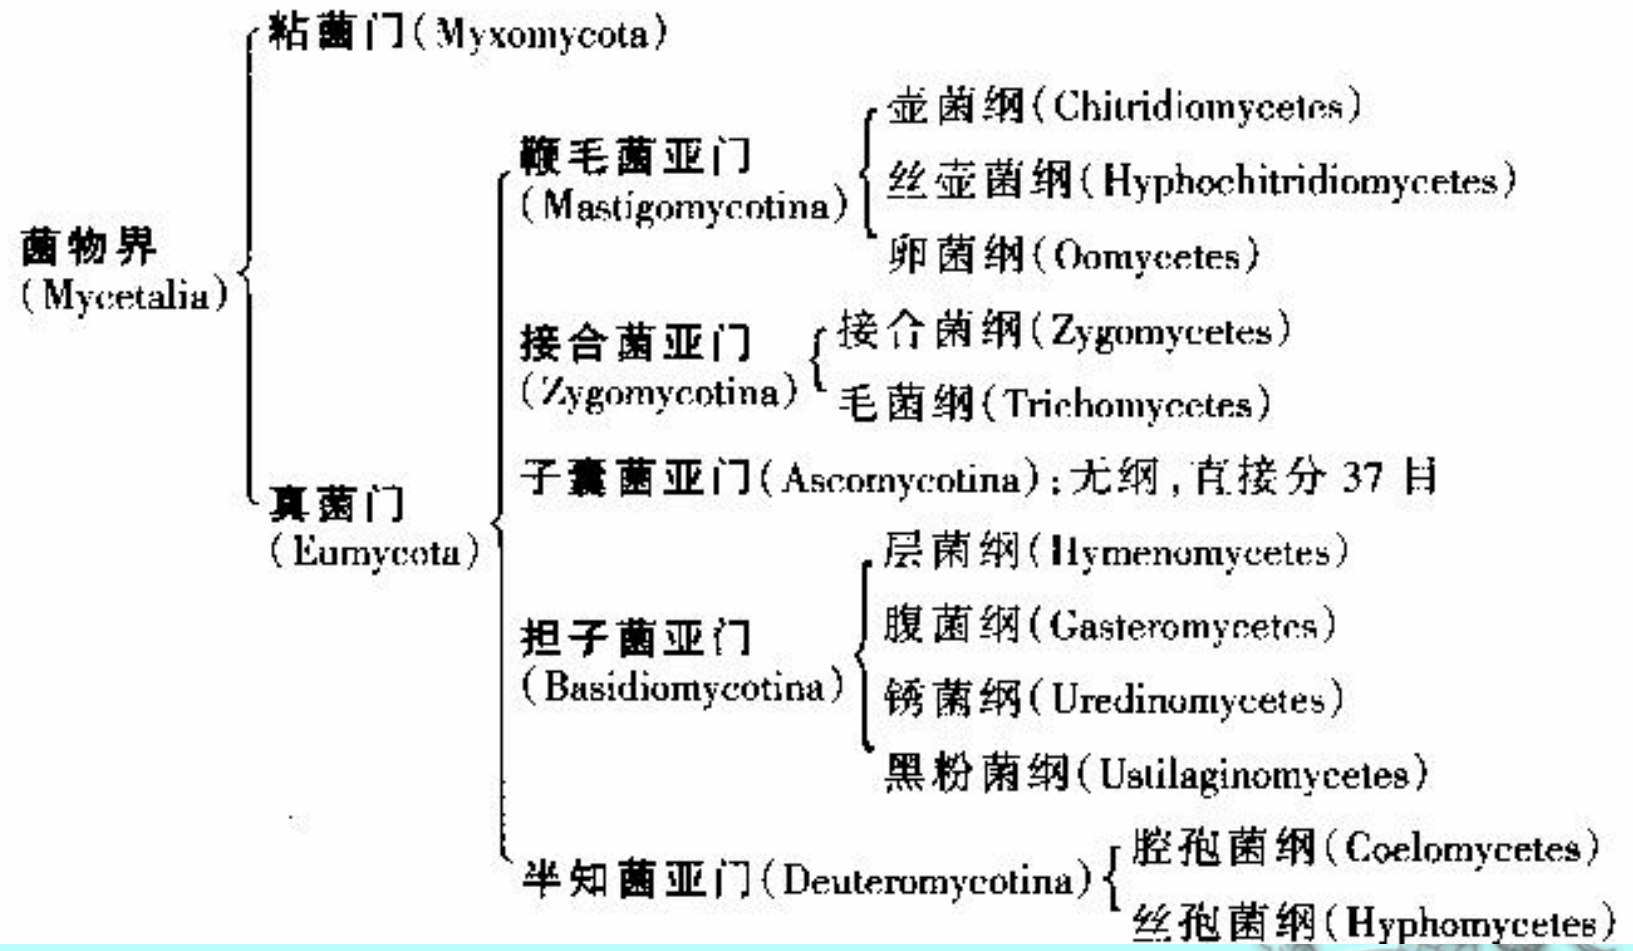 粘菌门(Myxomycota)
壶菌纲(Chitridiomycetes)
鞭毛菌亚门
(Mastigomycotina)
丝壶菌纲(Hyphochitridiomycetes)
卵菌纲(Oomycetes)
菌物界
(Mycetalia)
接合菌亚门
(Zygomycotina)
接合菌纲(Zygomycetes)
毛菌纲(Trichomycetes)
子囊菌亚门(Ascomycotina):无纲,直接分 37 目
真菌门
(Eumycota)
层菌纲(Hymenomycetes)
腹菌纲(Gasteromycetes)
担子菌亚门
(Basidiomycotina)
锈菌纲(Uredinomycetes)
黑粉菌纲(Ustilaginomycetes)
半知菌亚门(Deuteromycotina)
腔孢菌纲(Coelomycetes)
丝孢菌纲(Hyphomycetes)